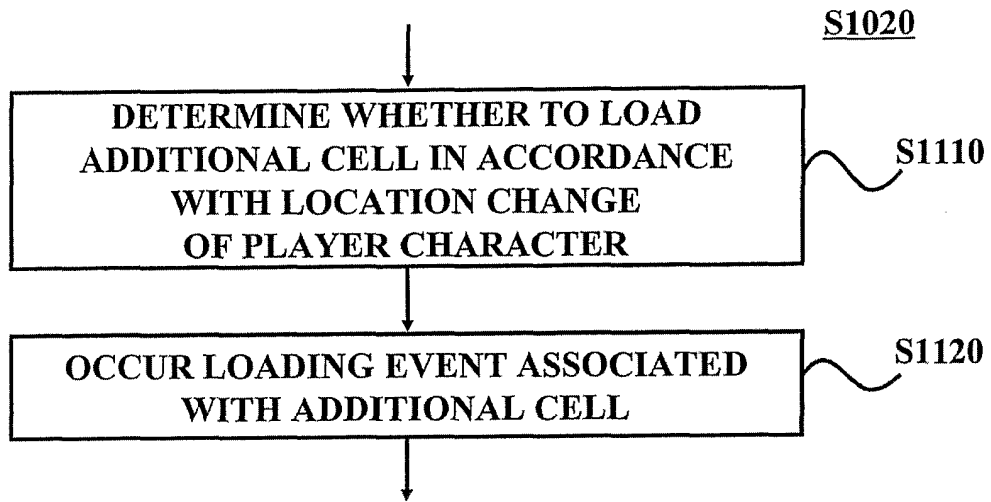 S1020
DETERMINE WHETHER TO LOAD
ADDITIONAL CELL IN ACCORDANCE
WITH LOCATION CHANGE
OF PLAYER CHARACTER
S1110
OCCUR LOADING EVENT ASSOCIATED
WITH ADDITIONAL CELL
S1120